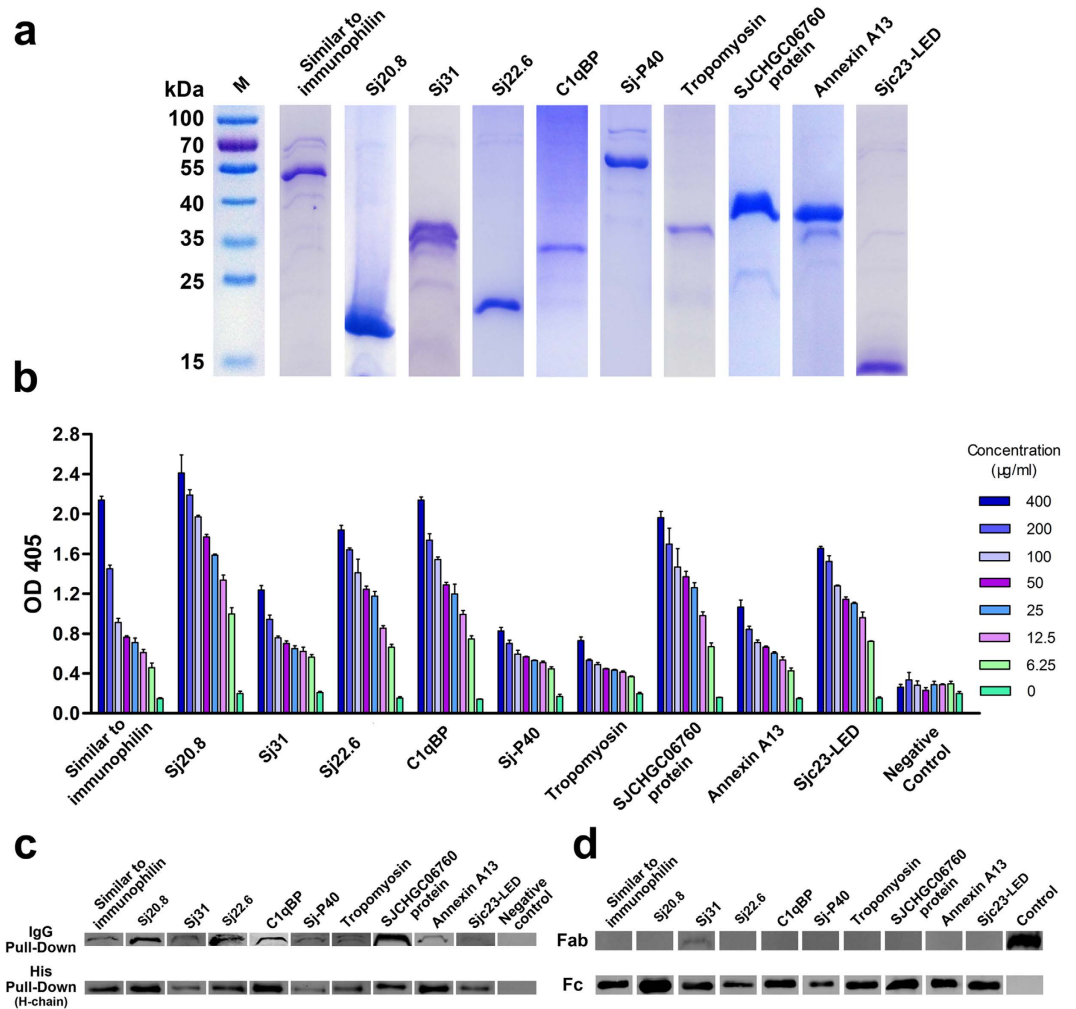 a
kDa
M
Similar to
immunophilin
Sj20.8
Sj31
Sj22.6
C1qBP
Sj-P40
Tropomyosin
SJCHGC06760
protein
Annexin A13
Sjc23-LED
100
70
55
40
35
25
15
b
OD 405
2.8
2.4
2.0
1.6
1.2
0.8
0.4
0.0
Similar to
immunophilin
Sj20.8
Sj31
Sj22.6
C1qBP
Sj-P40
Tropomyosin
SJCHGC06760
protein
Annexin A13
Sjc23-LED
Negative
Control
Concentration
(μg/ml)
400
200
100
50
25
12.5
6.25
0
c
Similar to
immunophilin
Sj20.8
Sj31
Sj22.6
C1qBP
Sj-P40
Tropomyosin
SJCHGC06760
protein
Annexin A13
Sjc23-LED
Negative
control
IgG
Pull-Down
His
Pull-Down
(H-chain)
d
Similar to
immunophilin
Sj20.8
Sj31
Sj22.6
C1qBP
Sj-P40
Tropomyosin
SJCHGC06760
protein
Annexin A13
Sjc23-LED
Control
Fab
Fc